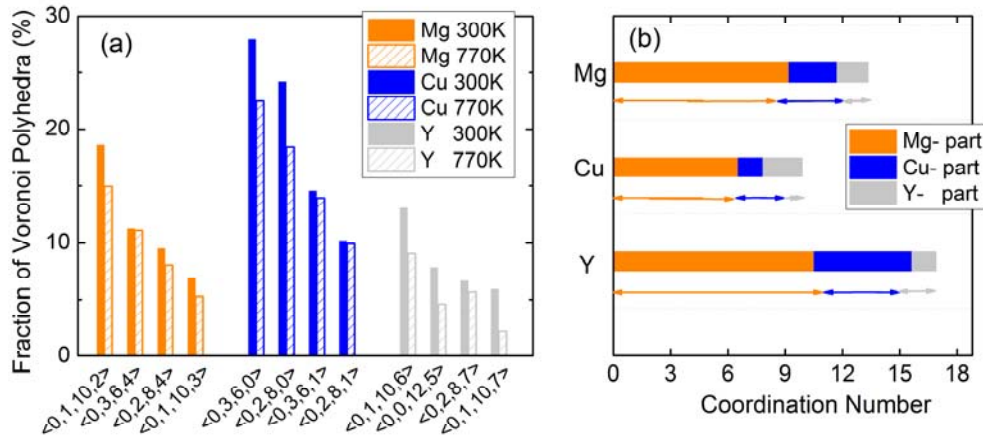 30
20
10
0
Fraction of Voronoi Polyhedra (%)
(a)
Mg 300K
Mg 770K
Cu 300K
Cu 770K
Y 300K
Y 770K
<0,1,10,2>
<0,3,6,4>
<0,2,8,4>
<0,1,10,3>
<0,3,6,0>
<0,2,8,0>
<0,3,6,1>
<0,2,8,1>
<0,1,10,6>
<0,0,12,5>
<0,2,8,7>
<0,1,10,7>
(b)
Mg
Cu
Y
Mg- part
Cu- part
Y- part
0 3 6 9 12 15 18
Coordination Number